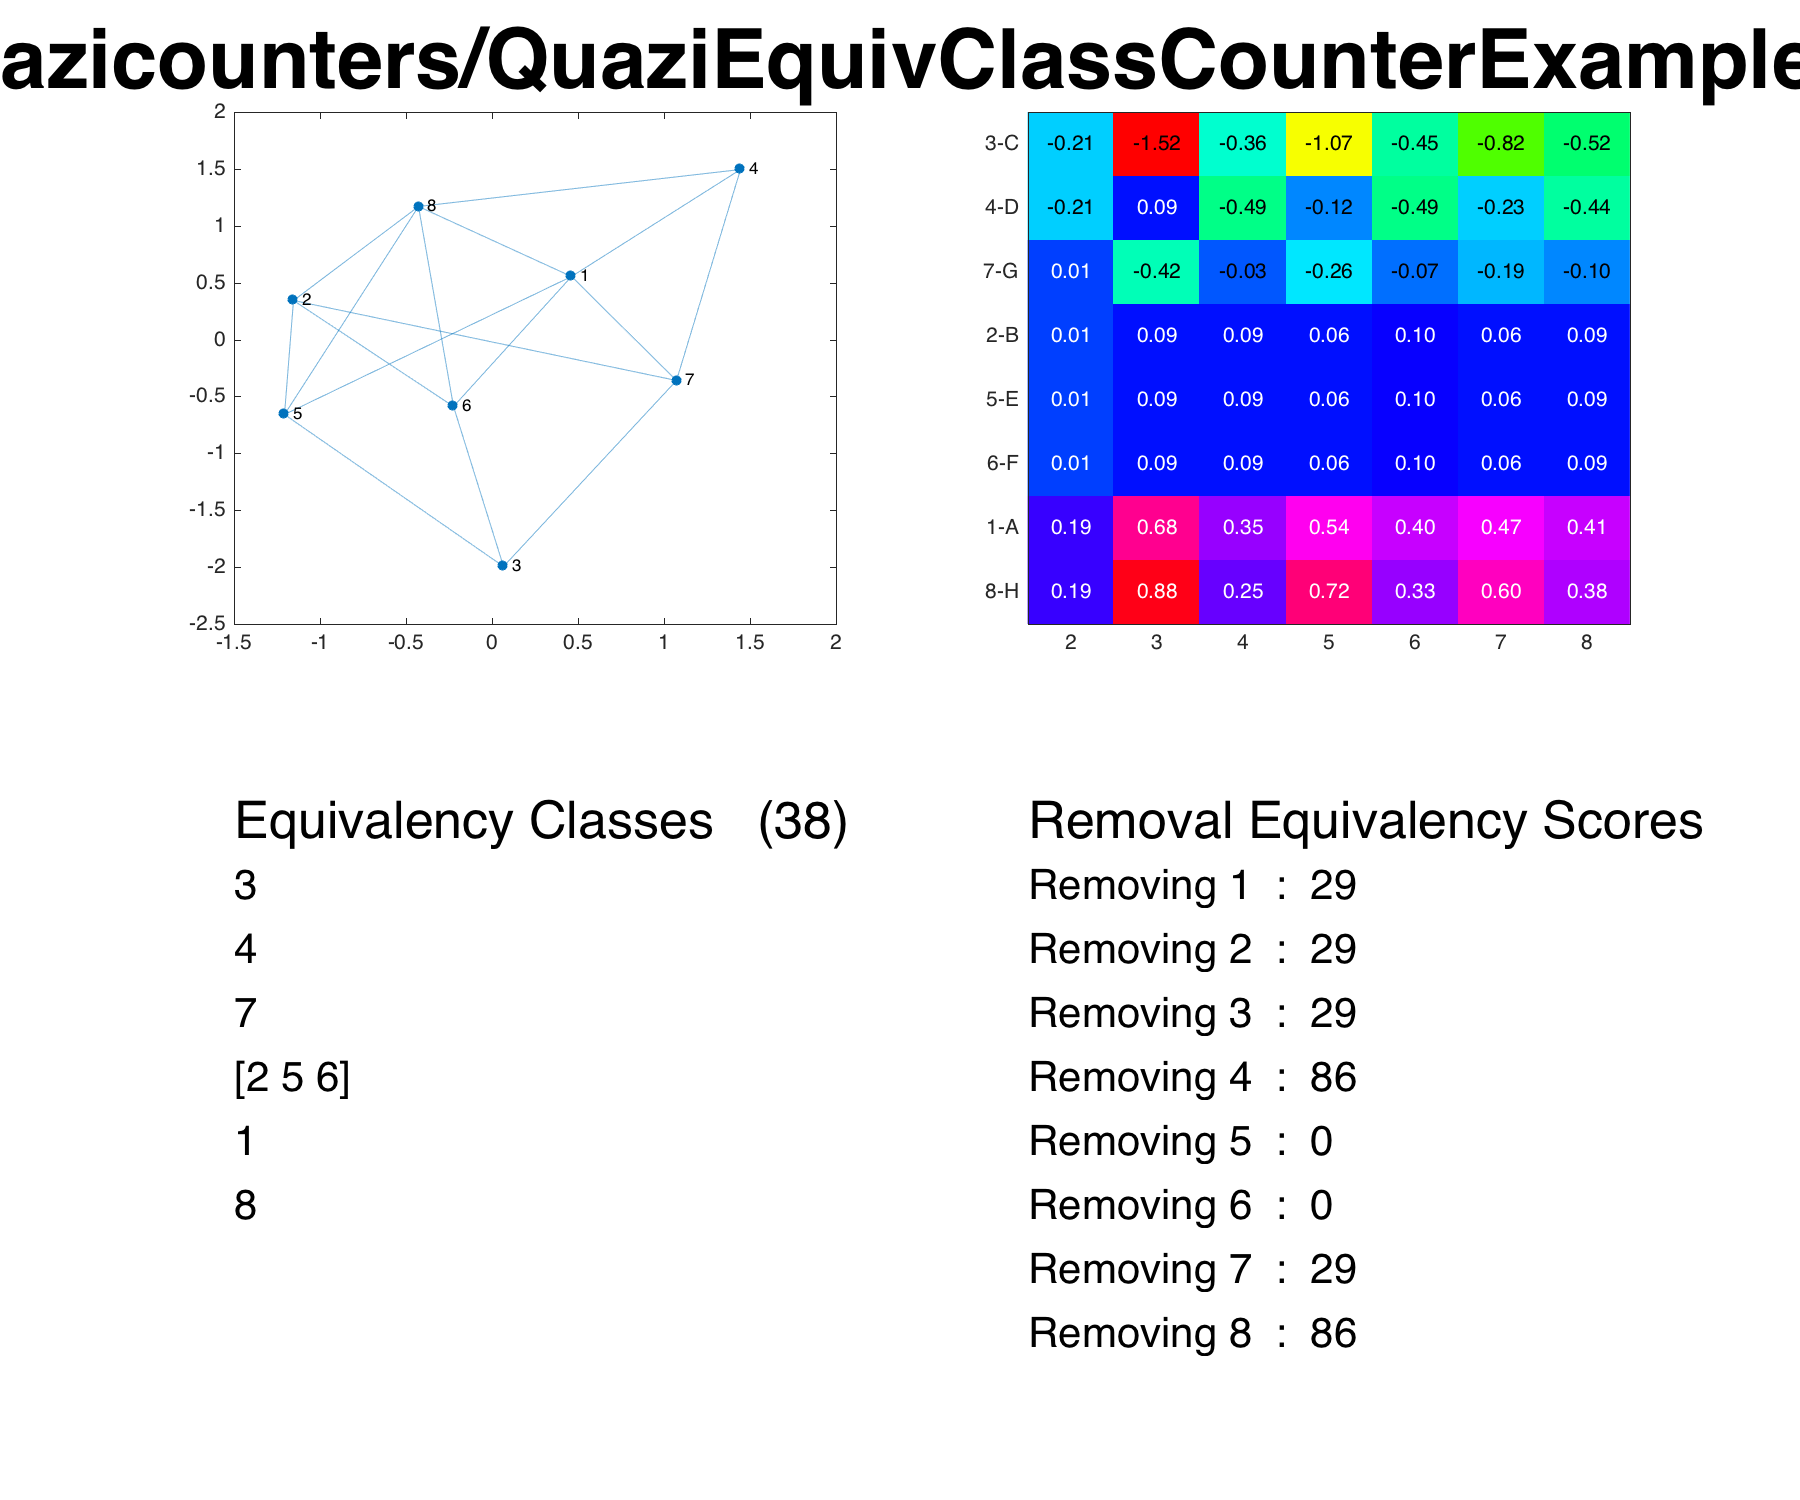 azicounters/QuaziEquivClassCounterExample
2
1.5
1
0.5
0
-0.5
-1
-1.5
-2
-2.5
-1.5 -1 -0.5 0 0.5 1 1.5 2
4
8
1
2
7
6
5
3
3-C -0.21 -1.52 -0.36 -1.07 -0.45 -0.82 -0.52
4-D -0.21 0.09 -0.49 -0.12 -0.49 -0.23 -0.44
7-G 0.01 -0.42 -0.03 -0.26 -0.07 -0.19 -0.10
2-B 0.01 0.09 0.09 0.06 0.10 0.06 0.09
5-E 0.01 0.09 0.09 0.06 0.10 0.06 0.09
6-F 0.01 0.09 0.09 0.06 0.10 0.06 0.09
1-A 0.19 0.68 0.35 0.54 0.40 0.47 0.41
8-H 0.19 0.88 0.25 0.72 0.33 0.60 0.38
2 3 4 5 6 7 8
Equivalency Classes (38)
3
4
7
[2 5 6]
1
8
Removal Equivalency Scores
Removing 1 : 29
Removing 2 : 29
Removing 3 : 29
Removing 4 : 86
Removing 5 : 0
Removing 6 : 0
Removing 7 : 29
Removing 8 : 86